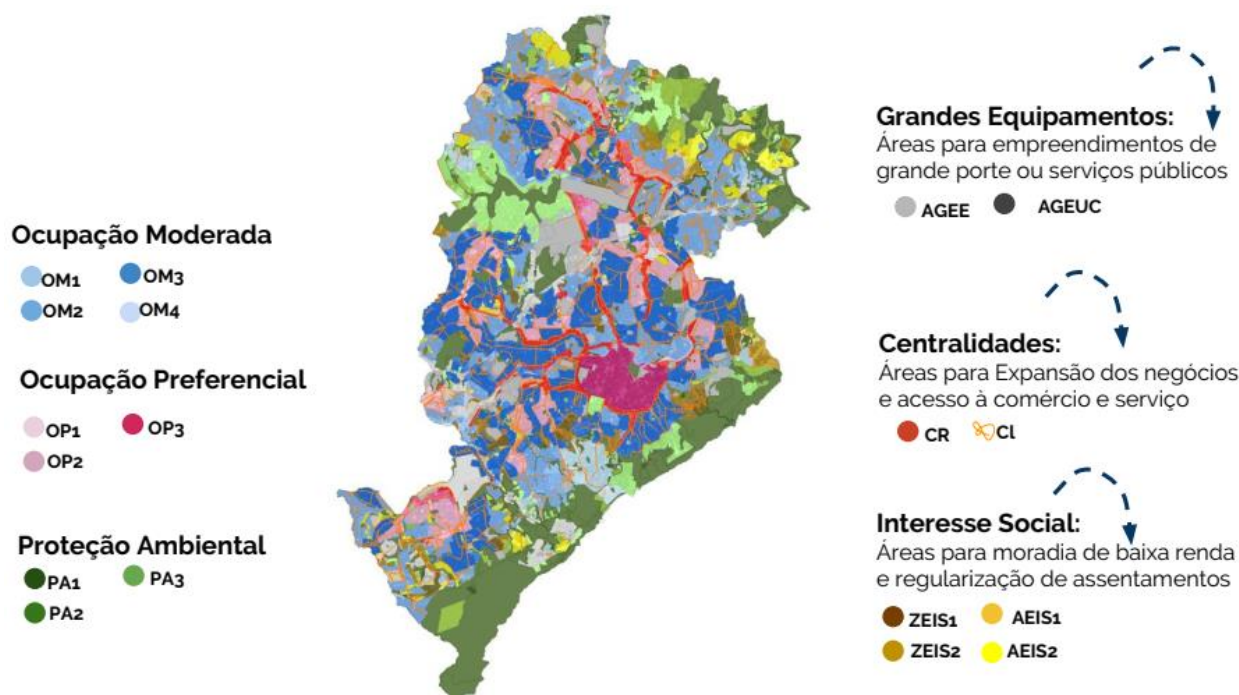 Ocupação Moderada
OM1 OM3
OM2 OM4
Ocupação Preferencial
OP1 OP3
OP2
Proteção Ambiental
PA1 PA3
PA2
Grandes Equipamentos:
Áreas para empreendimentos de
grande porte ou serviços públicos
AGEE AGEUC
Centralidades:
Áreas para Expansão dos negócios
e acesso à comércio e serviço
CR CL
Interesse Social:
Áreas para moradia de baixa renda
e regularização de assentamentos
ZEIS1 AEIS1
ZEIS2 AEIS2